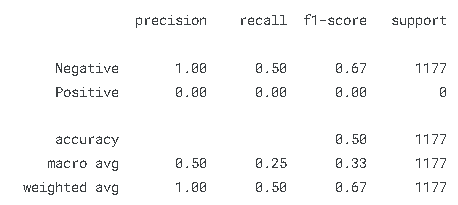 precision recall f1-score support
Negative 1.00 0.50 0.67 1177
Positive 0.00 0.00 0.00 0
accuracy 0.50 1177
macro avg 0.50 0.25 0.33 1177
weighted avg 1.00 0.50 0.67 1177